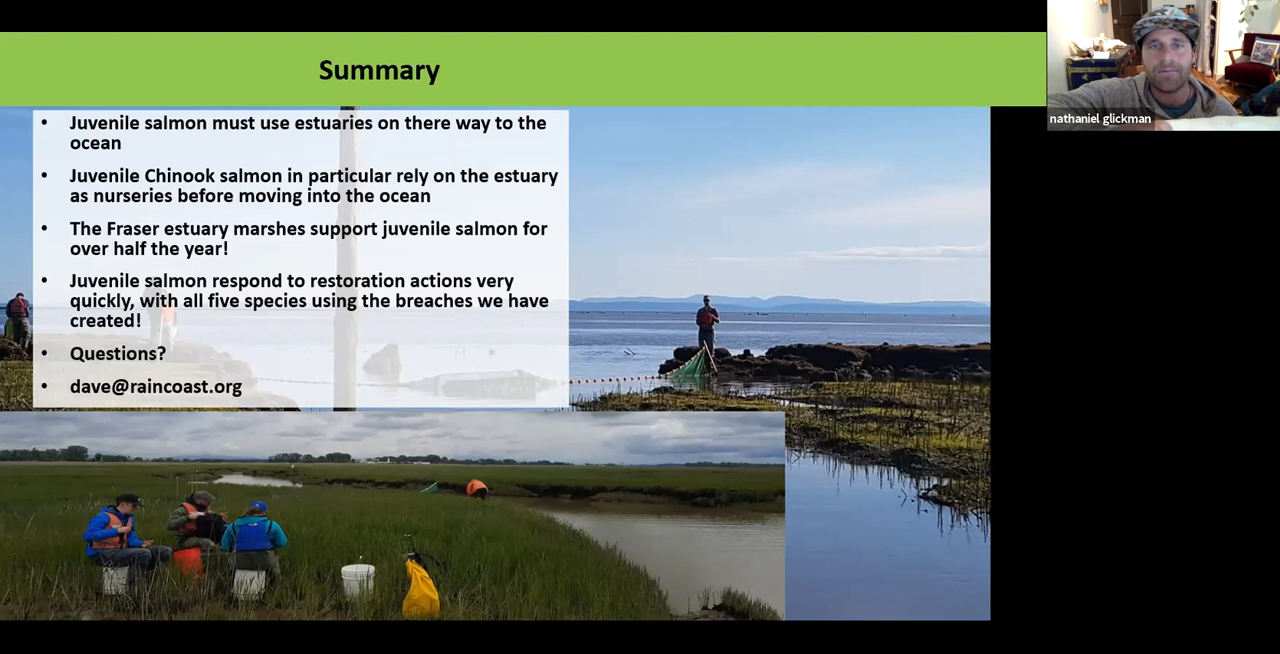 Summary
• Juvenile salmon must use estuaries on there way to the
ocean
• Juvenile Chinook salmon in particular rely on the estuary
as nurseries before moving into the ocean
• The Fraser estuary marshes support juvenile salmon for
over half the year!
• Juvenile salmon respond to restoration actions very
quickly, with all five species using the breaches we have
created!
• Questions?
• dave@raincoast.org
nathaniel glickman